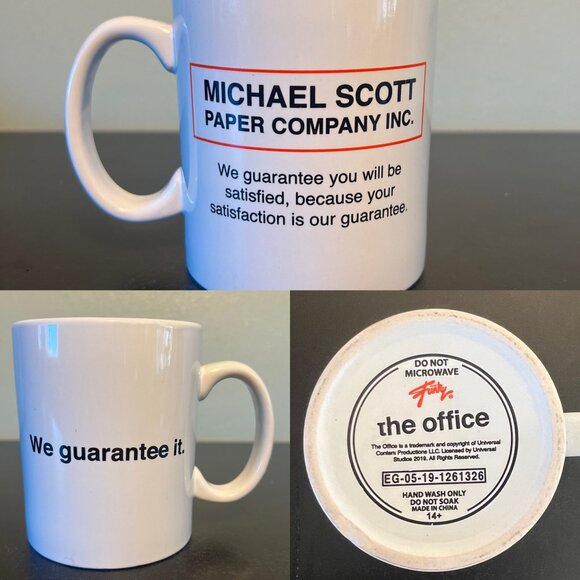 MICHAEL SCOTT
PAPER COMPANY INC.
We guarantee you will be
satisfied, because your
satisfaction is our guarantee.
We guarantee it.
DO NOT
MICROWAVE
Funko
the office
The Office is a trademark and copyright of Universal
Conters Productions LLC. Licensed by Universal
Studios 2019. All Rights Reserved.
EG-05-19-1261326
HAND WASH ONLY
DO NOT SOAK
MADE IN CHINA
14+